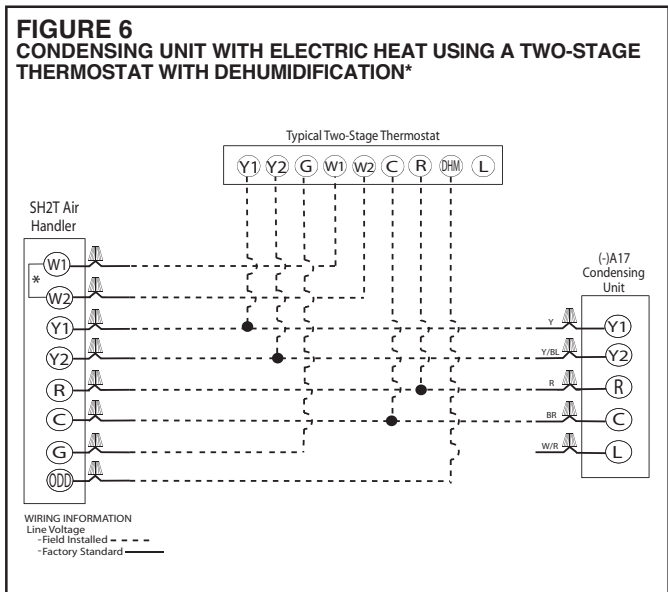 FIGURE 6
CONDENSING UNIT WITH ELECTRIC HEAT USING A TWO-STAGE
THERMOSTAT WITH DEHUMIDIFICATION*
Typical Two-Stage Thermostat
Y1 Y2 G W1 W2 C R DHM L
SH2T Air
Handler
W1
*
W2
Y1
Y2
R
C
G
ODD
(-)A17
Condensing
Unit
Y Y1
Y/BL Y2
R R
BR C
W/R L
WIRING INFORMATION
Line Voltage
-Field Installed
-Factory Standard